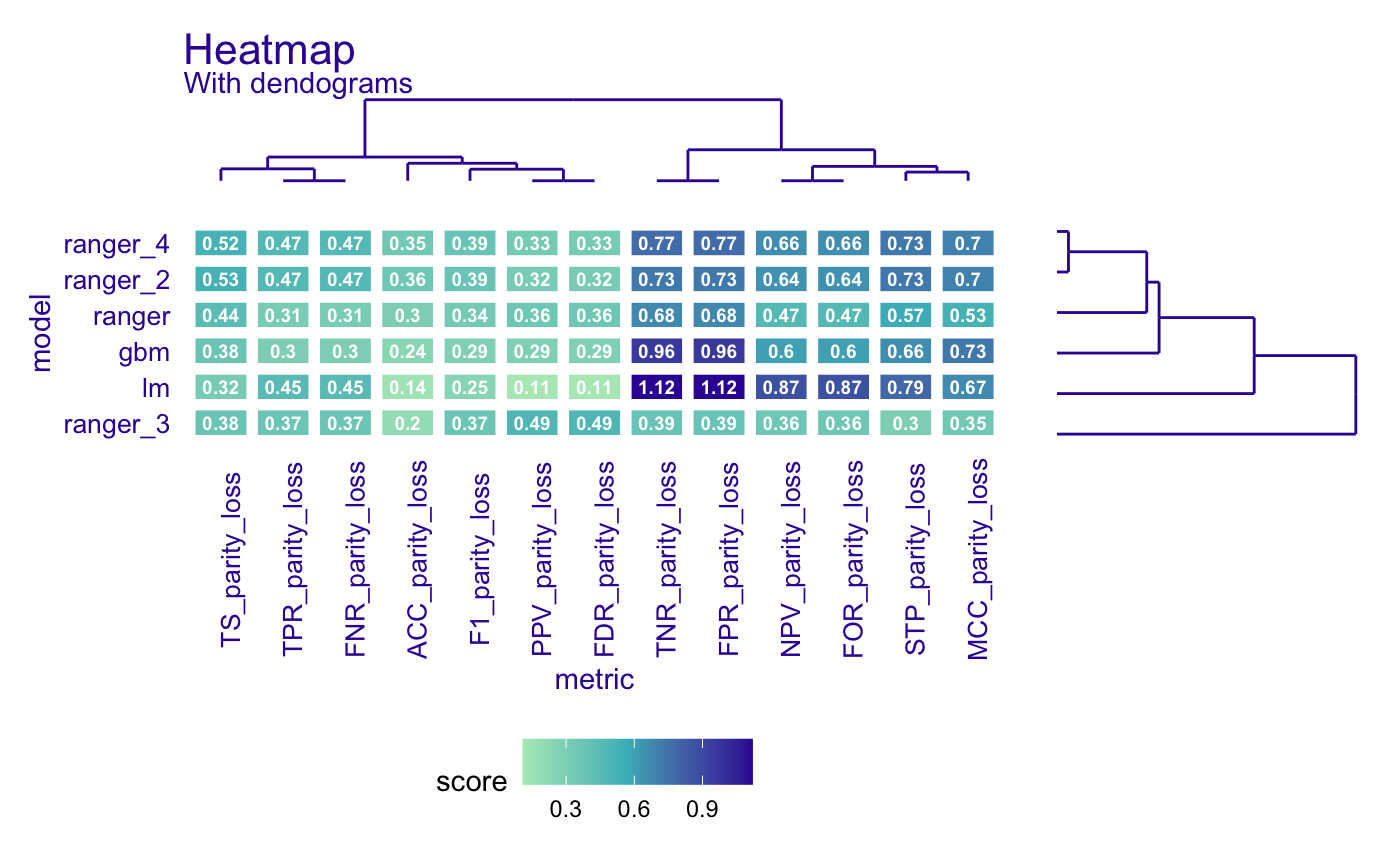 Heatmap
With dendograms
model
ranger_4 0.52 0.47 0.47 0.35 0.39 0.33 0.33 0.77 0.77 0.66 0.66 0.73 0.7
ranger_2 0.53 0.47 0.47 0.36 0.39 0.32 0.32 0.73 0.73 0.64 0.64 0.73 0.7
ranger 0.44 0.31 0.31 0.3 0.34 0.36 0.36 0.68 0.68 0.47 0.47 0.57 0.53
gbm 0.38 0.3 0.3 0.24 0.29 0.29 0.29 0.96 0.96 0.6 0.6 0.66 0.73
lm 0.32 0.45 0.45 0.14 0.25 0.11 0.11 1.12 1.12 0.87 0.87 0.79 0.67
ranger_3 0.38 0.37 0.37 0.2 0.37 0.49 0.49 0.39 0.39 0.36 0.36 0.3 0.35
TS_parity_loss
TPR_parity_loss
FNR_parity_loss
ACC_parity_loss
F1_parity_loss
PPV_parity_loss
FDR_parity_loss
TNR_parity_loss
FPR_parity_loss
NPV_parity_loss
FOR_parity_loss
STP_parity_loss
MCC_parity_loss
metric
score
0.3 0.6 0.9